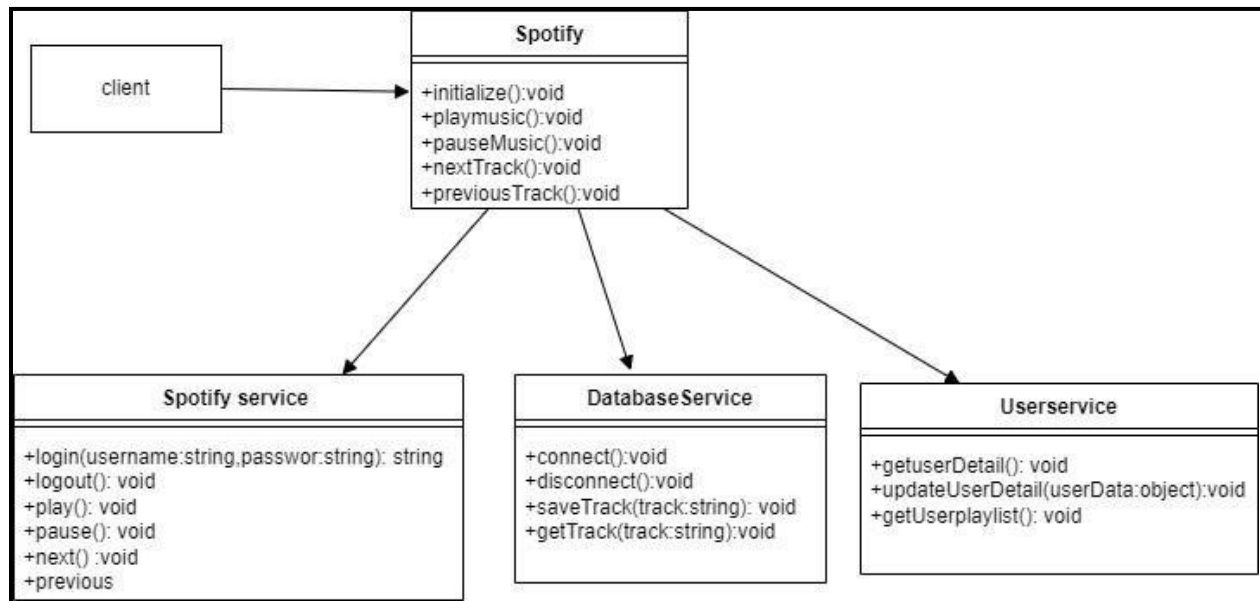 client
Spotify
+initialize():void
+playmusic():void
+pauseMusic():void
+nextTrack():void
+previousTrack():void
Spotify service
+login(username:string,passwor:string): string
+logout(): void
+play(): void
+pause(): void
+next() :void
+previous
DatabaseService
+connect():void
+disconnect():void
+saveTrack(track:string): void
+getTrack(track:string):void
Userservice
+getuserDetail(): void
+updateUserDetail(userData:object):void
+getUserplaylist(): void